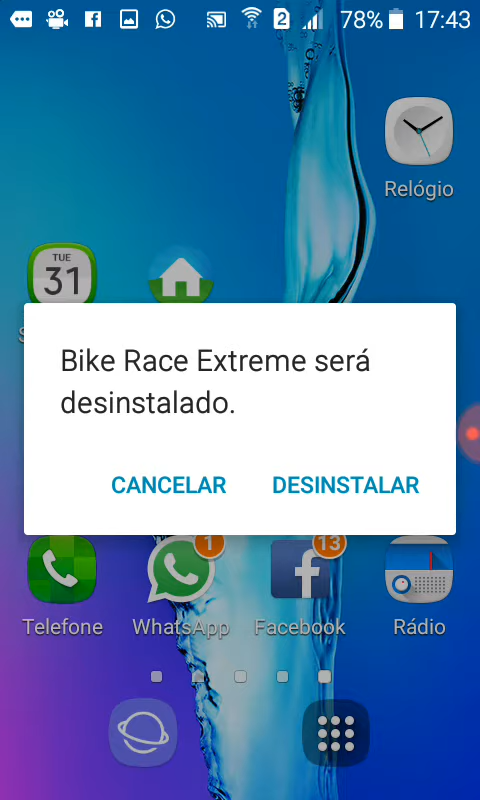 2 78% 17:43
Relógio
TUE
31
S
Bike Race Extreme será
desinstalado.
CANCELAR DESINSTALAR
1 13
Telefone WhatsApp Facebook Rádio